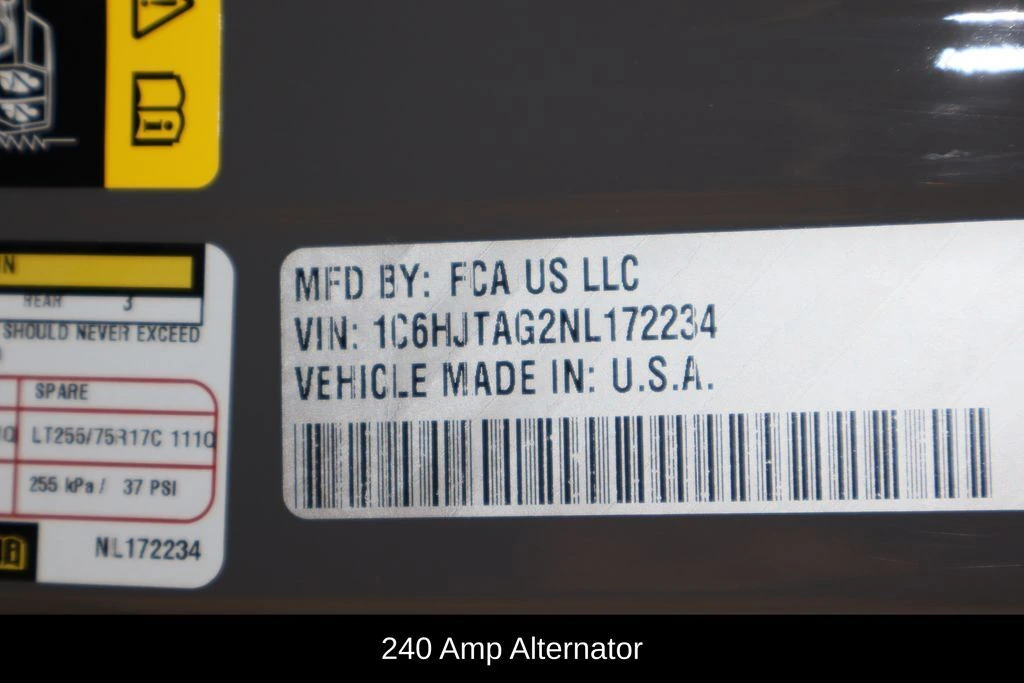 IN
REAR 3
SHOULD NEVER EXCEED
SPARE
LT255/75R17C 111Q
255 kPa / 37 PSI
NL172234
MFD BY: FCA US LLC
VIN: 1C6HJTAG2NL172234
VEHICLE MADE IN: U.S.A.
240 Amp Alternator